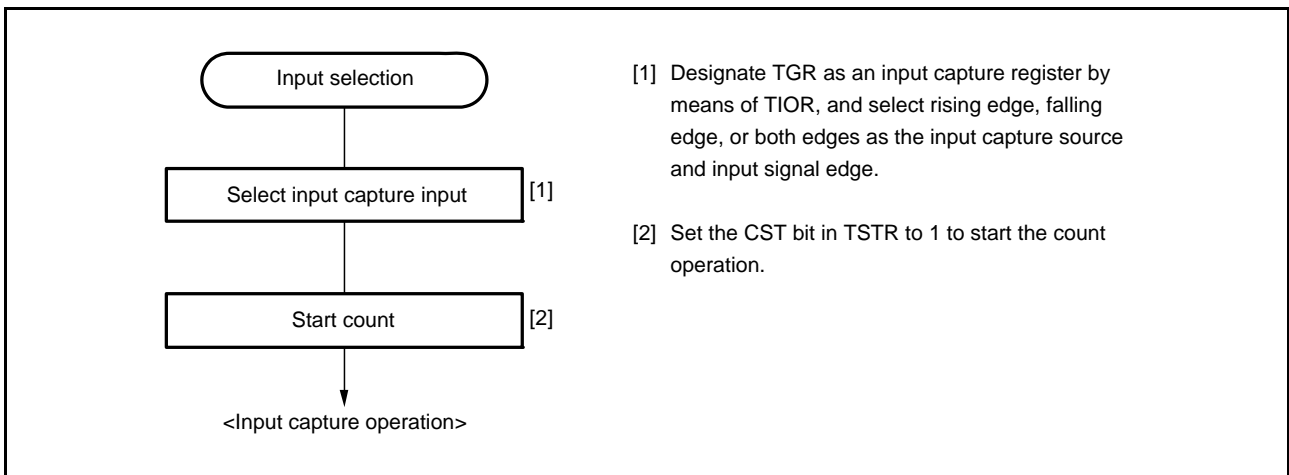 Input selection
Select input capture input
[1]
Start count
[2]
<Input capture operation>
[1] Designate TGR as an input capture register by
means of TIOR, and select rising edge, falling
edge, or both edges as the input capture source
and input signal edge.
[2] Set the CST bit in TSTR to 1 to start the count
operation.